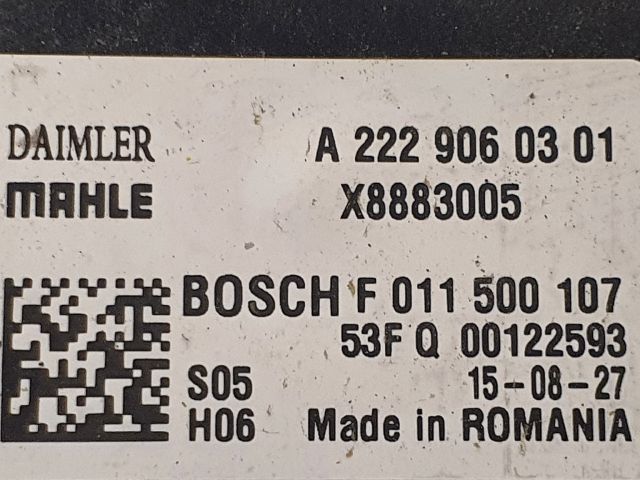 DAIMLER A 222 906 03 01
MAHLE X8883005
BOSCH F 011 500 107
53F Q 00122593
S05 15-08-27
H06 Made in ROMANIA